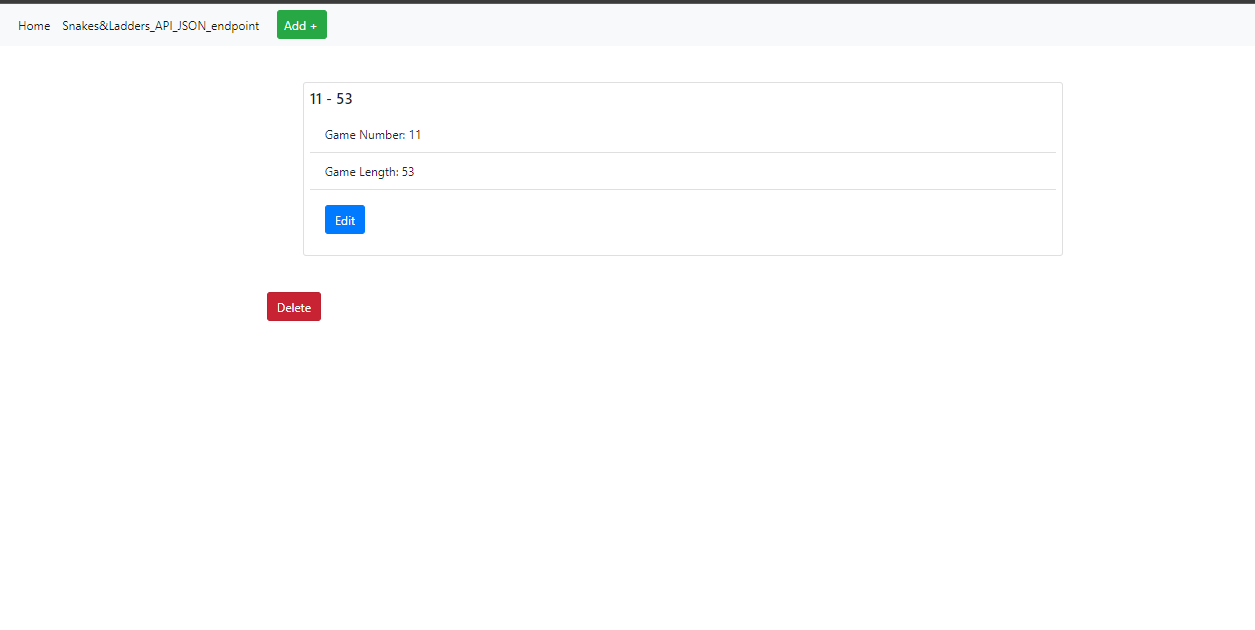 Home Snakes&Ladders_API_JSON_endpoint Add +
11 - 53
Game Number: 11
Game Length: 53
Edit
Delete